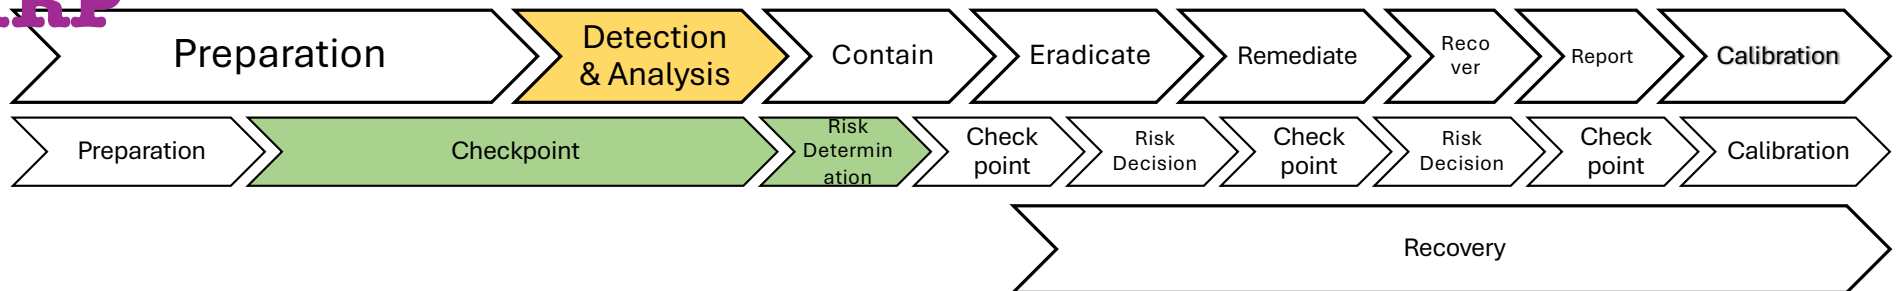 Preparation
Detection
& Analysis
Contain
Eradicate
Remediate
Reco
ver
Report
Calibration
Preparation
Checkpoint
Risk
Determin
ation
Check
point
Risk
Decision
Check
point
Risk
Decision
Check
point
Calibration
Recovery